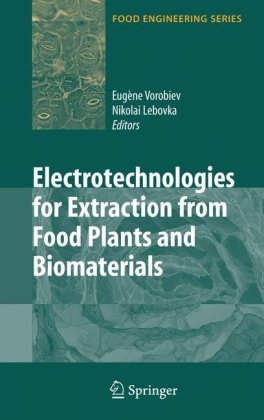 FOOD ENGINEERING SERIES
Eugène Vorobiev
Nikolai Lebovka
Editors
Electrotechnologies
for Extraction from
Food Plants and
Biomaterials
Springer